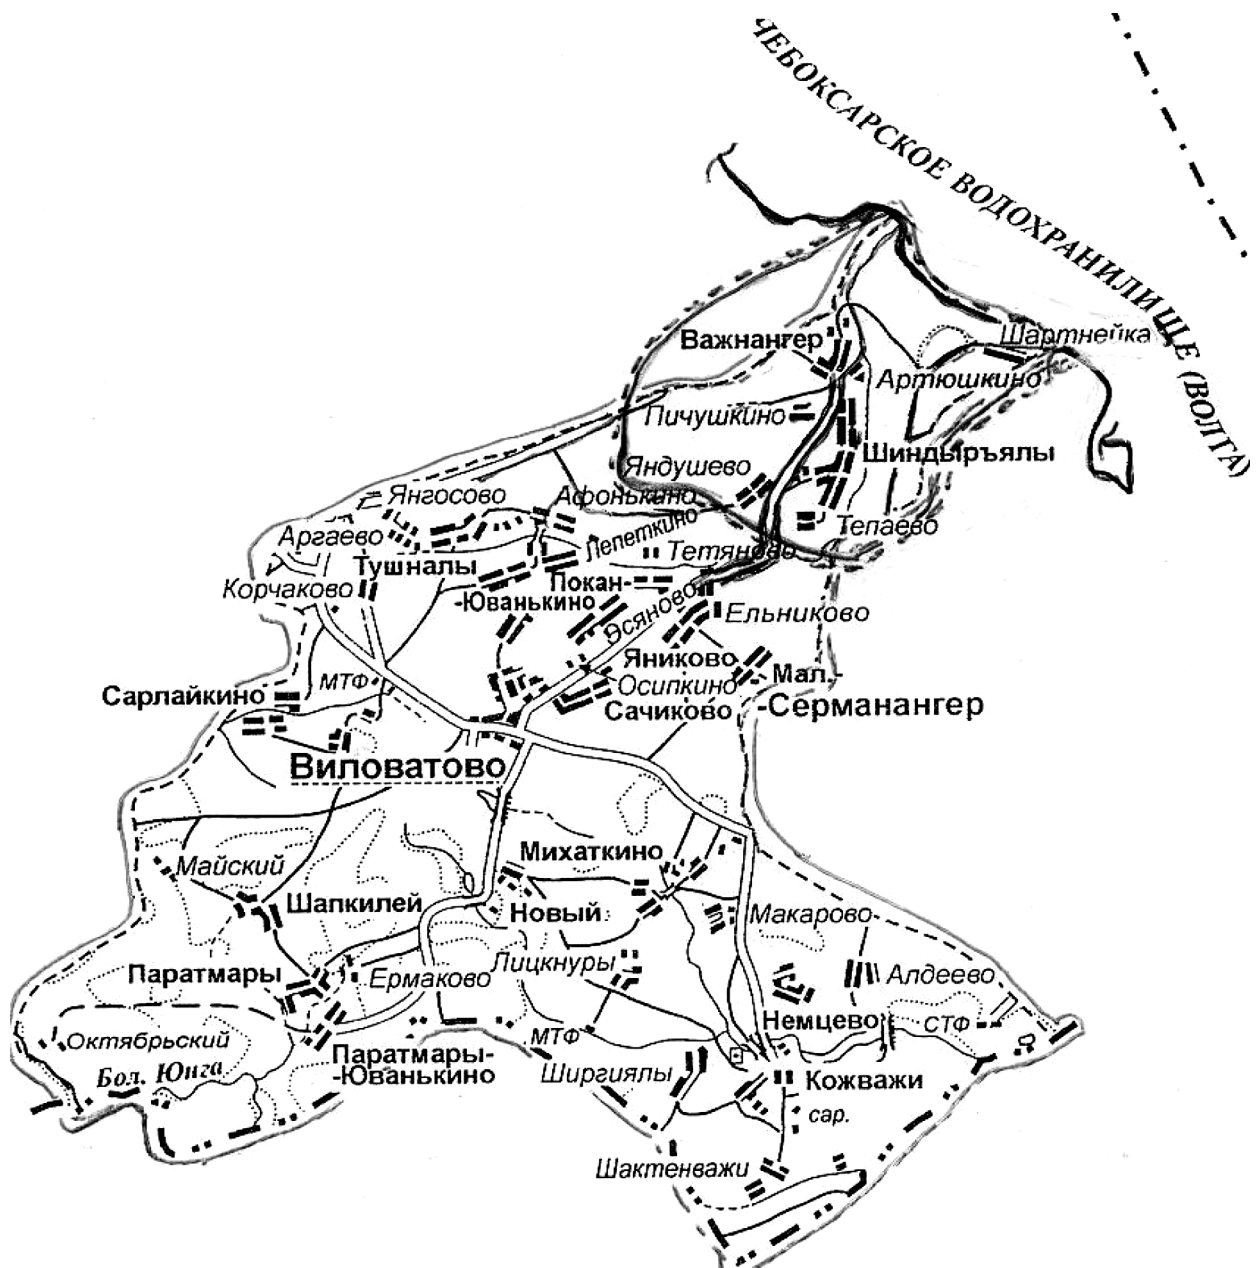 ЧЕБОКСАРСКОЕ ВОДОХРАНИЛИЩЕ (ВОЛГА)
Шартнейка
Важнангер
Артюшкино
Пичушкино
Шиндыръялы
Яндушево
Янгосово
Афонькино
Лепеткино
Тепаево
Аргаево
Тетяново
Тушналы
Корчаково
Покан-
-Юванькино
Эсяново
Ельниково
Яниково
Мал.-
-Серманангер
МТФ
Сарлайкино
Осипкино
Сачиково
Виловатово
Михаткино
Майский
Шапкилей
Новый
Макарово
Паратмары
Ермаково
Лицкнуры
Алдеево
Немцево
СТФ
Октябрьский
МТФ
Паратмары-
-Юванькино
Бол. Юнга
Ширгиялы
Кожважи
сар.
Шактенважи